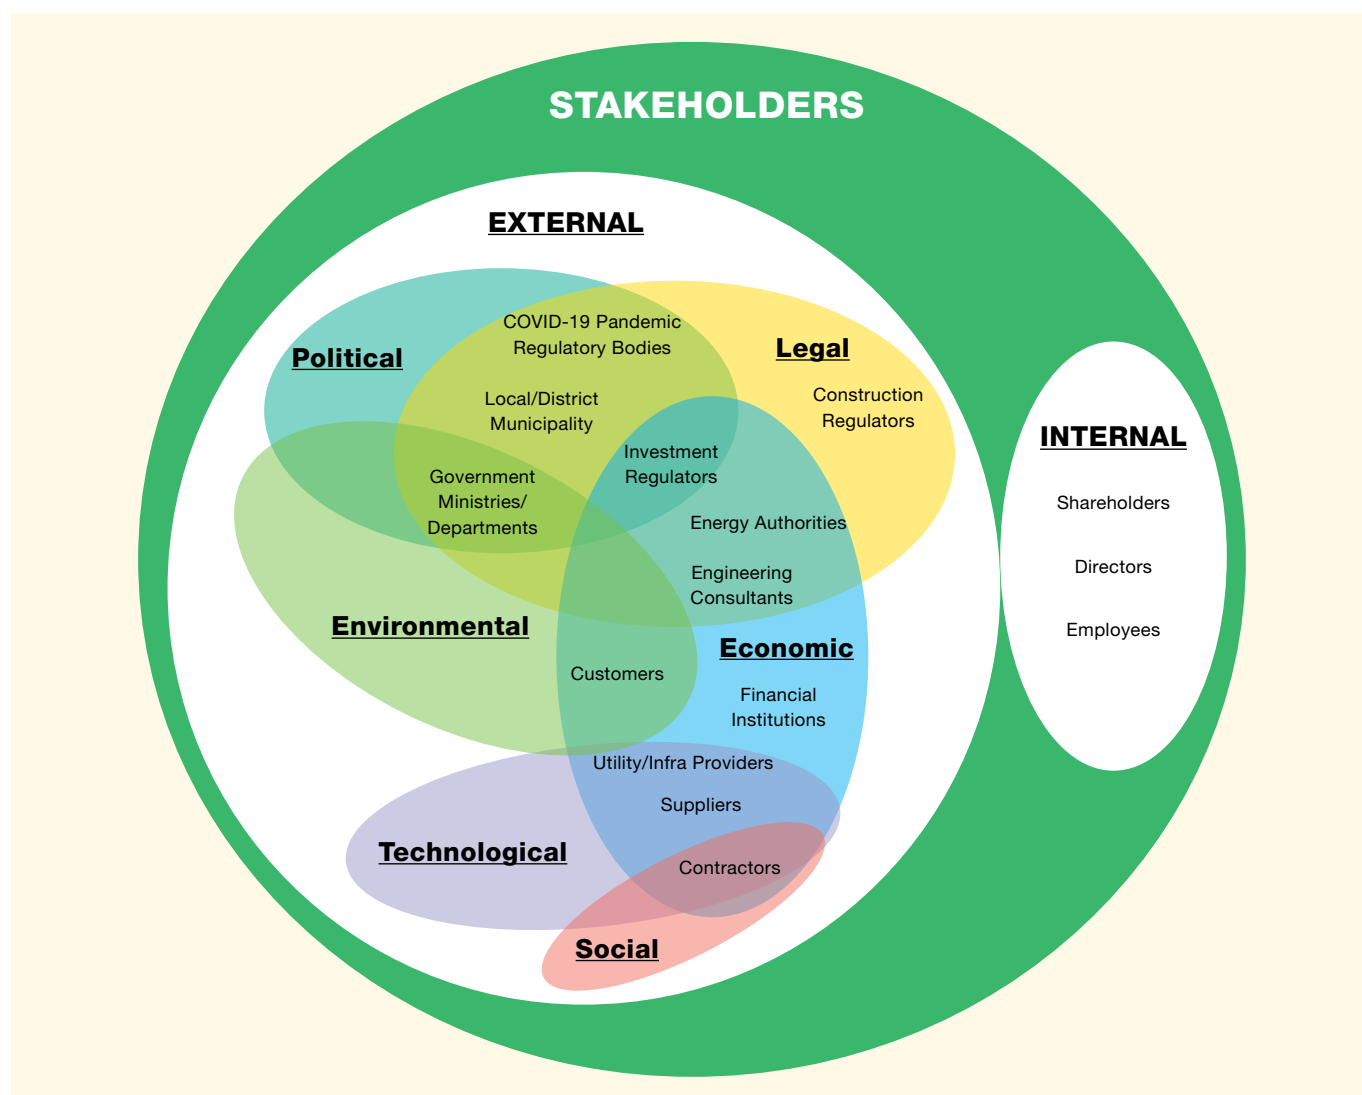 STAKEHOLDERS
EXTERNAL
Political
COVID-19 Pandemic
Regulatory Bodies
Legal
Local/District
Municipality
Construction
Regulators
Investment
Regulators
Government
Ministries/
Departments
Energy Authorities
Engineering
Consultants
Environmental
Economic
Customers
Financial
Institutions
Utility/Infra Providers
Suppliers
Technological
Contractors
Social
INTERNAL
Shareholders
Directors
Employees